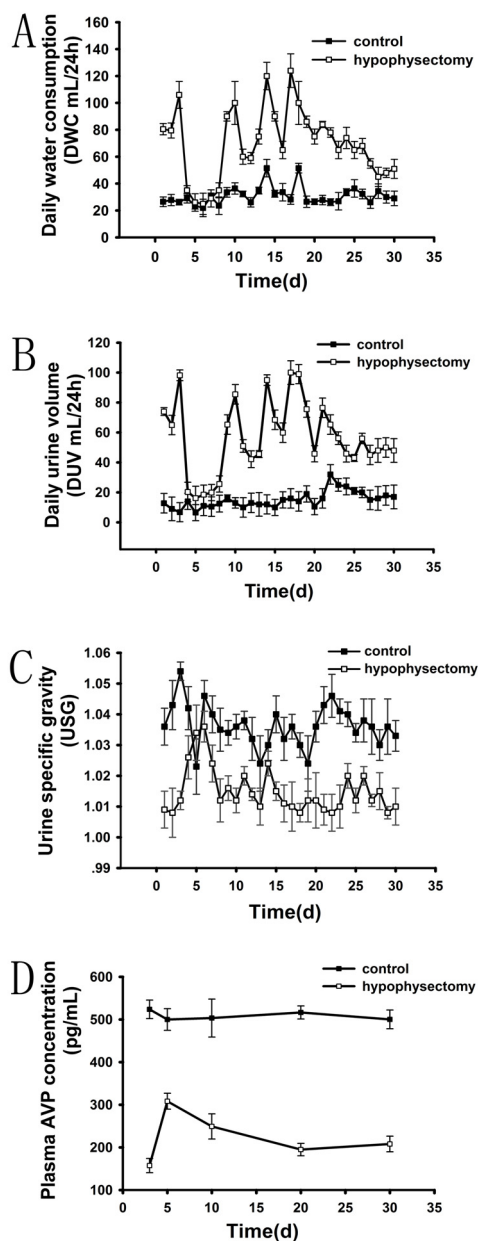 A
control
hypophysectomy
Daily water consumption
(DWC mL/24h)
160
140
120
100
80
60
40
20
0
0 5 10 15 20 25 30 35
Time(d)
B
control
hypophysectomy
Daily urine volume
(DUV mL/24h)
120
100
80
60
40
20
0
0 5 10 15 20 25 30 35
Time(d)
C
control
hypophysectomy
Urine specific gravity
(USG)
1.06
1.05
1.04
1.03
1.02
1.01
1.00
.99
0 5 10 15 20 25 30 35
Time(d)
D
control
hypophysectomy
Plasma AVP concentration
(pg/mL)
600
500
400
300
200
100
0 5 10 15 20 25 30 35
Time(d)